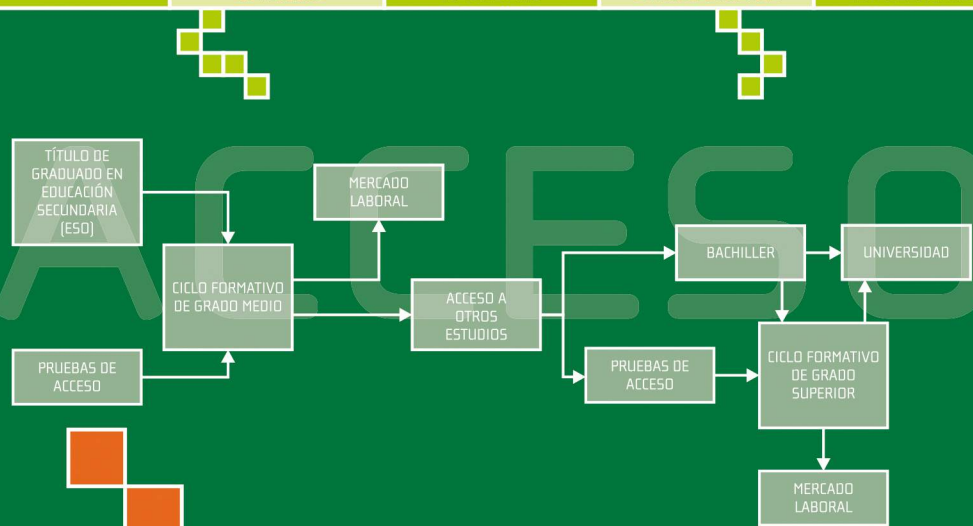 ACCESO
TÍTULO DE
GRADUADO EN
EDUCACIÓN
SECUNDARIA
(ESO)
PRUEBAS DE
ACCESO
CICLO FORMATIVO
DE GRADO MEDIO
MERCADO
LABORAL
ACCESO A
OTROS
ESTUDIOS
BACHILLER
UNIVERSIDAD
PRUEBAS DE
ACCESO
CICLO FORMATIVO
DE GRADO
SUPERIOR
MERCADO
LABORAL